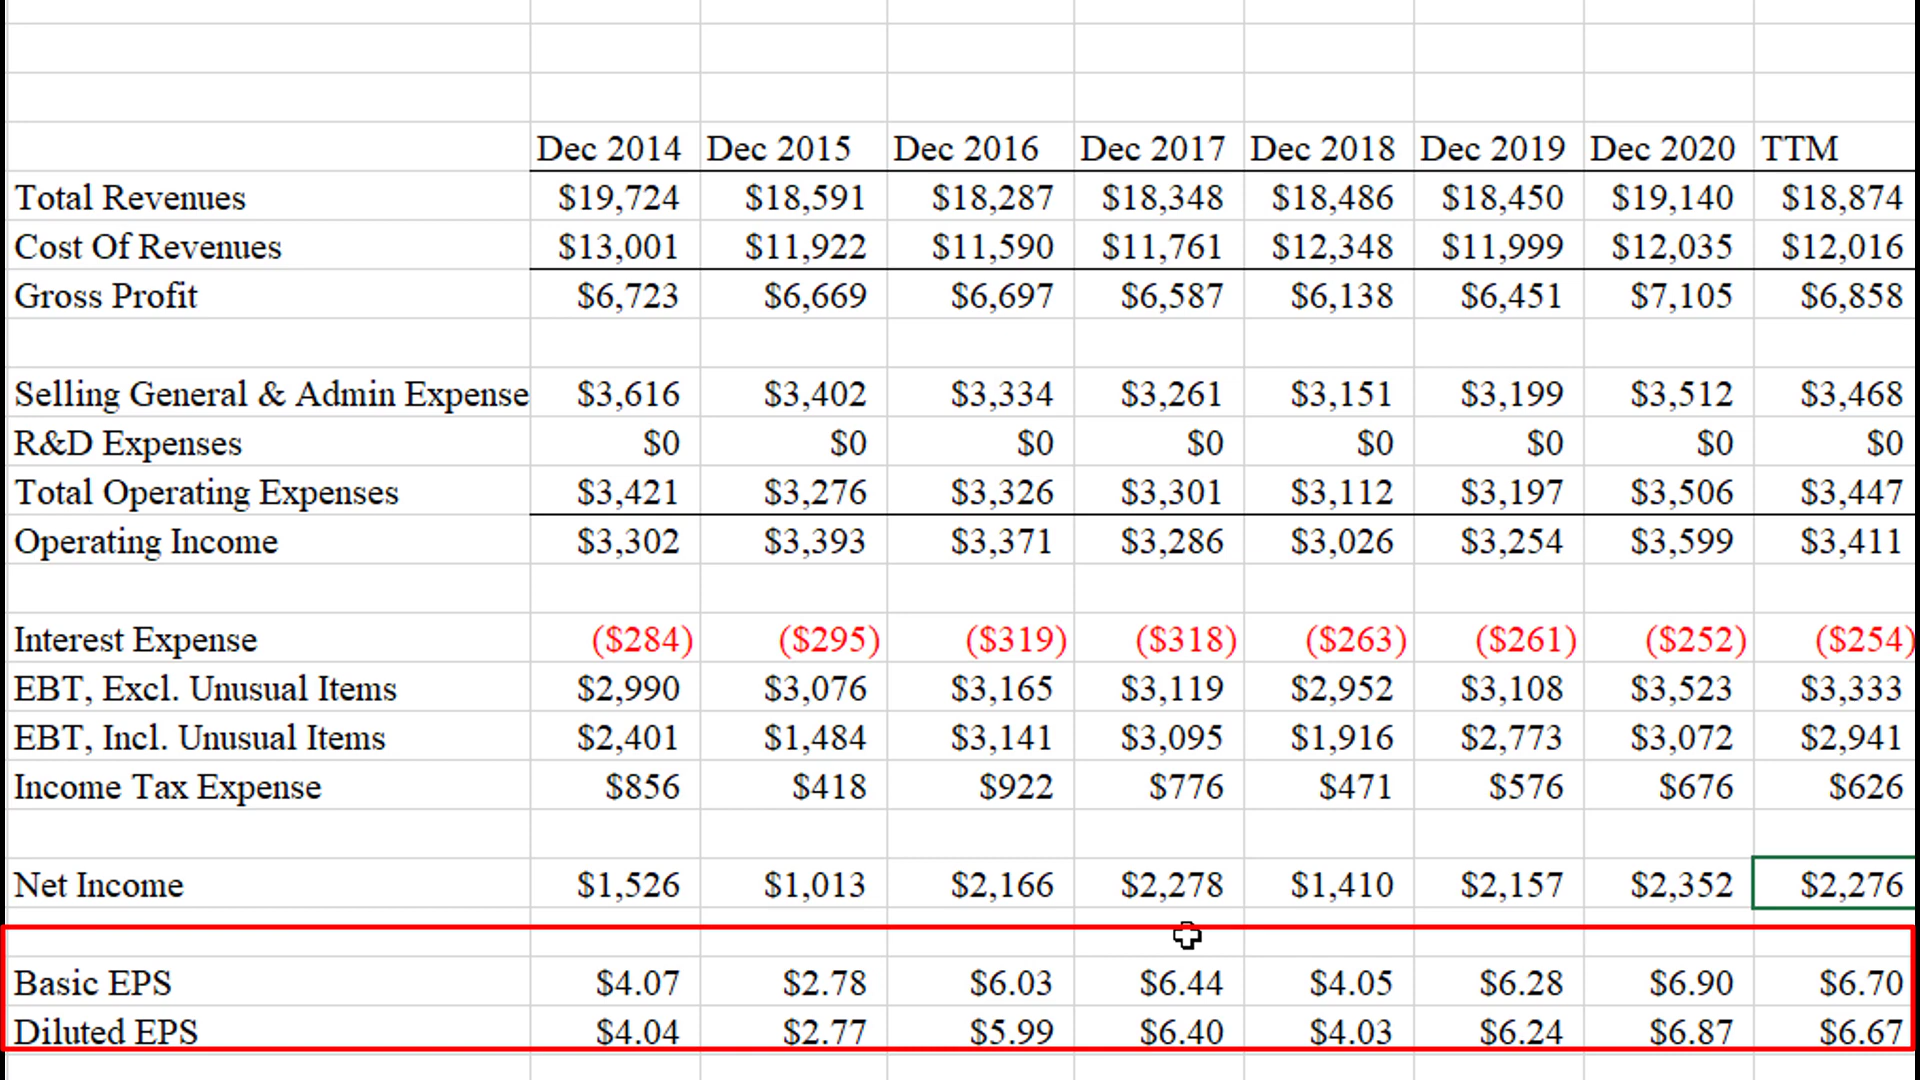 Dec 2014 Dec 2015 Dec 2016 Dec 2017 Dec 2018 Dec 2019 Dec 2020 TTM
Total Revenues $19,724 $18,591 $18,287 $18,348 $18,486 $18,450 $19,140 $18,874
Cost Of Revenues $13,001 $11,922 $11,590 $11,761 $12,348 $11,999 $12,035 $12,016
Gross Profit $6,723 $6,669 $6,697 $6,587 $6,138 $6,451 $7,105 $6,858
Selling General & Admin Expense $3,616 $3,402 $3,334 $3,261 $3,151 $3,199 $3,512 $3,468
R&D Expenses $0 $0 $0 $0 $0 $0 $0 $0
Total Operating Expenses $3,421 $3,276 $3,326 $3,301 $3,112 $3,197 $3,506 $3,447
Operating Income $3,302 $3,393 $3,371 $3,286 $3,026 $3,254 $3,599 $3,411
Interest Expense ($284) ($295) ($319) ($318) ($263) ($261) ($252) ($254)
EBT, Excl. Unusual Items $2,990 $3,076 $3,165 $3,119 $2,952 $3,108 $3,523 $3,333
EBT, Incl. Unusual Items $2,401 $1,484 $3,141 $3,095 $1,916 $2,773 $3,072 $2,941
Income Tax Expense $856 $418 $922 $776 $471 $576 $676 $626
Net Income $1,526 $1,013 $2,166 $2,278 $1,410 $2,157 $2,352 $2,276
Basic EPS $4.07 $2.78 $6.03 $6.44 $4.05 $6.28 $6.90 $6.70
Diluted EPS $4.04 $2.77 $5.99 $6.40 $4.03 $6.24 $6.87 $6.67